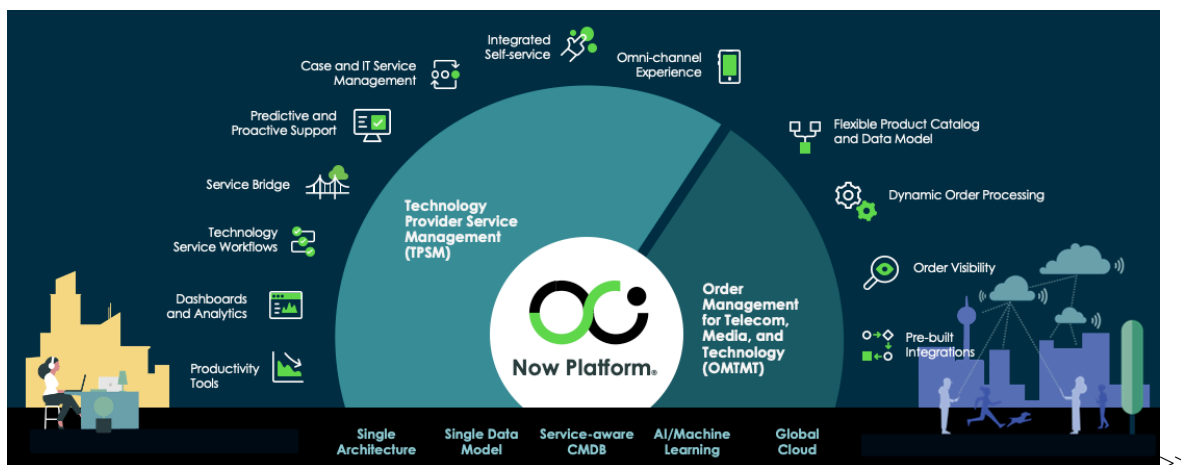 Integrated
Self-service
Omni-channel
Experience
Case and IT Service
Management
Predictive and
Proactive Support
Service Bridge
Technology
Service Workflows
Dashboards
and Analytics
Productivity
Tools
Technology
Provider Service
Management
(TPSM)
Flexible Product Catalog
and Data Model
Dynamic Order Processing
Order Visibility
Pre-built
Integrations
Order
Management
for Telecom,
Media, and
Technology
(OMTMT)
Now Platform®
Single
Architecture
Single Data
Model
Service-aware
CMDB
AI/Machine
Learning
Global
Cloud